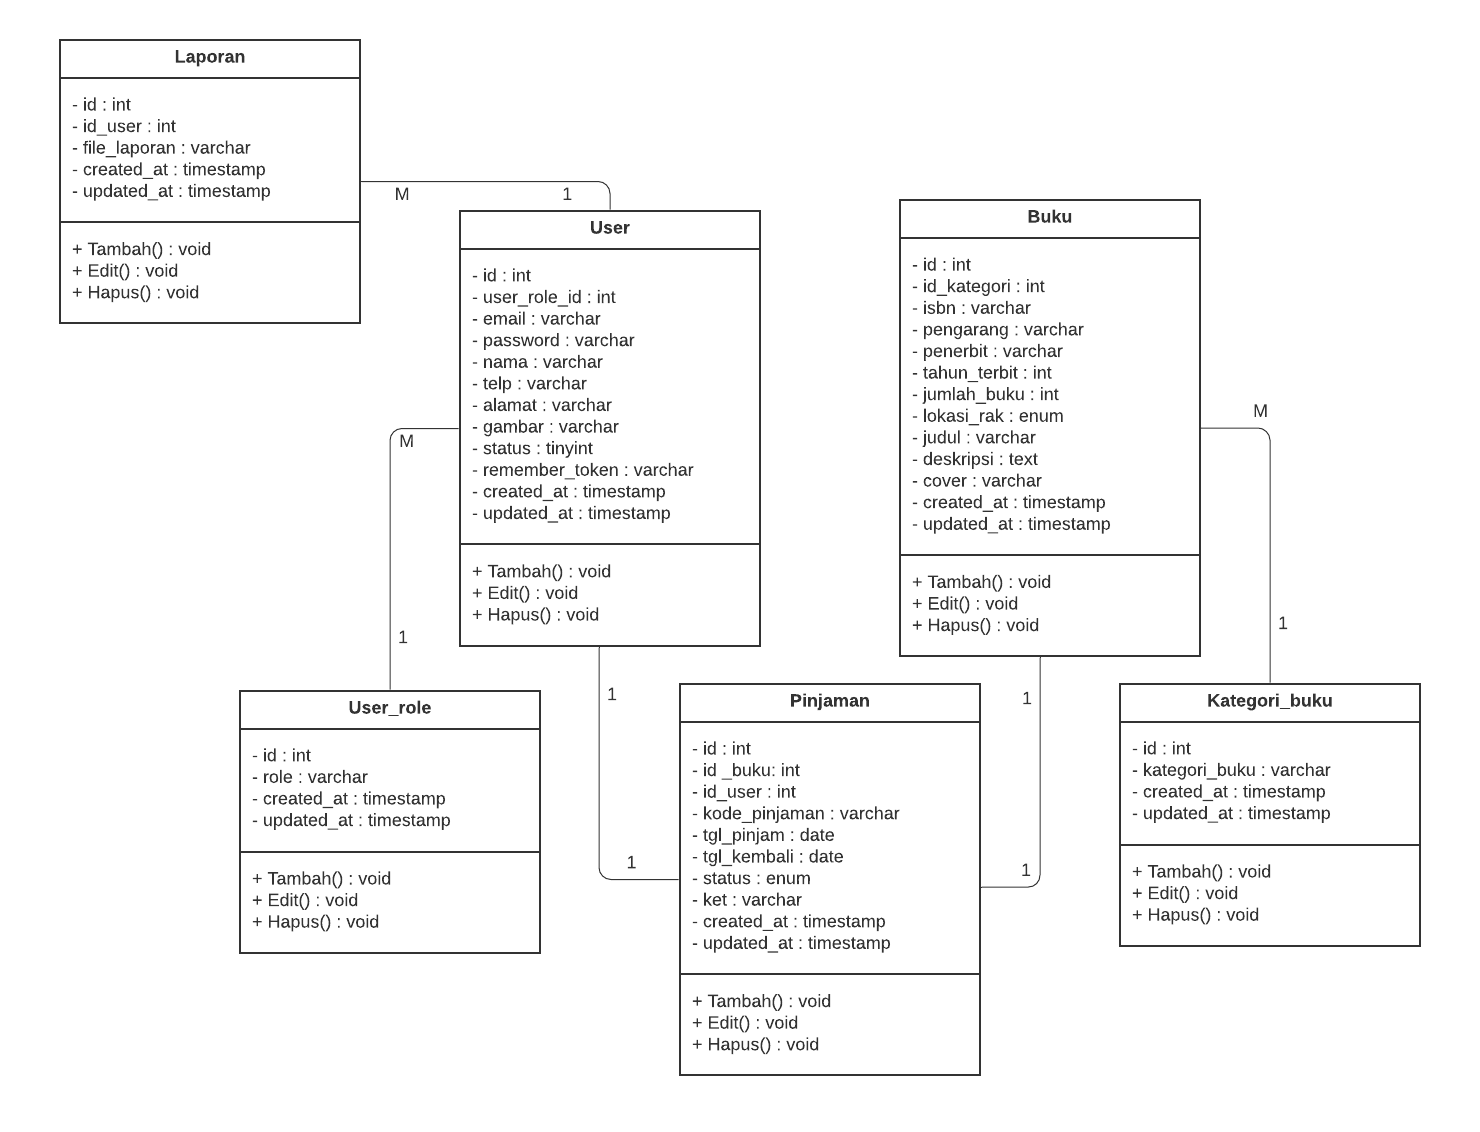 Laporan
- id : int
- id_user : int
- file_laporan : varchar
- created_at : timestamp
- updated_at : timestamp
+ Tambah() : void
+ Edit() : void
+ Hapus() : void
M
1
User
- id : int
- user_role_id : int
- email : varchar
- password : varchar
- nama : varchar
- telp : varchar
- alamat : varchar
- gambar : varchar
- status : tinyint
- remember_token : varchar
- created_at : timestamp
- updated_at : timestamp
+ Tambah() : void
+ Edit() : void
+ Hapus() : void
Buku
- id : int
- id_kategori : int
- isbn : varchar
- pengarang : varchar
- penerbit : varchar
- tahun_terbit : int
- jumlah_buku : int
- lokasi_rak : enum
- judul : varchar
- deskripsi : text
- cover : varchar
- created_at : timestamp
- updated_at : timestamp
+ Tambah() : void
+ Edit() : void
+ Hapus() : void
M
1
M
1
User_role
- id : int
- role : varchar
- created_at : timestamp
- updated_at : timestamp
+ Tambah() : void
+ Edit() : void
+ Hapus() : void
1
1
Pinjaman
- id : int
- id _buku: int
- id_user : int
- kode_pinjaman : varchar
- tgl_pinjam : date
- tgl_kembali : date
- status : enum
- ket : varchar
- created_at : timestamp
- updated_at : timestamp
+ Tambah() : void
+ Edit() : void
+ Hapus() : void
1
1
Kategori_buku
- id : int
- kategori_buku : varchar
- created_at : timestamp
- updated_at : timestamp
+ Tambah() : void
+ Edit() : void
+ Hapus() : void